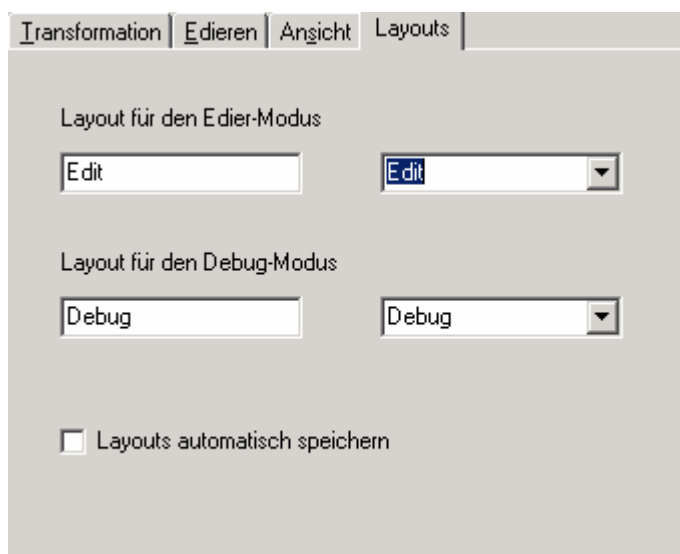 Transformation Edieren Ansicht Layouts
Layout für den Edier-Modus
Edit Edit
Layout für den Debug-Modus
Debug Debug
Layouts automatisch speichern